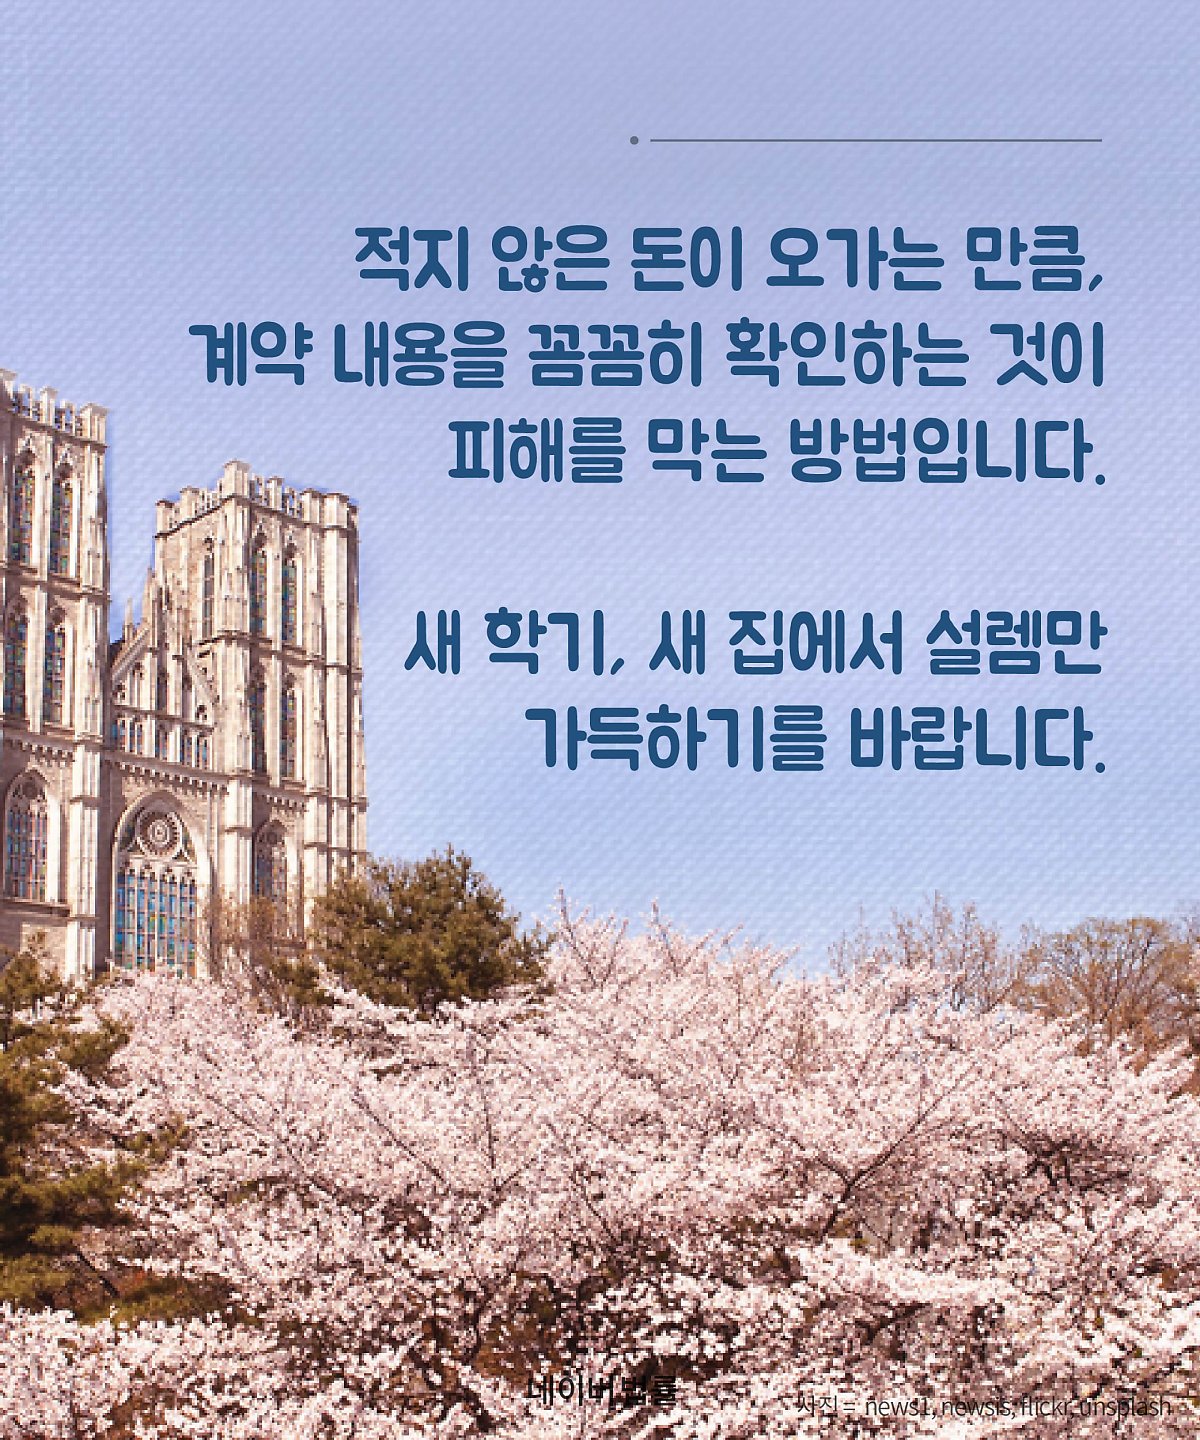 적지 않은 돈이 오가는 만큼,
계약 내용을 꼼꼼히 확인하는 것이
피해를 막는 방법입니다.
새 학기, 새 집에서 설렘만
가득하기를 바랍니다.
네이버 법률
사진= news1, newsis, flickr, unsplash